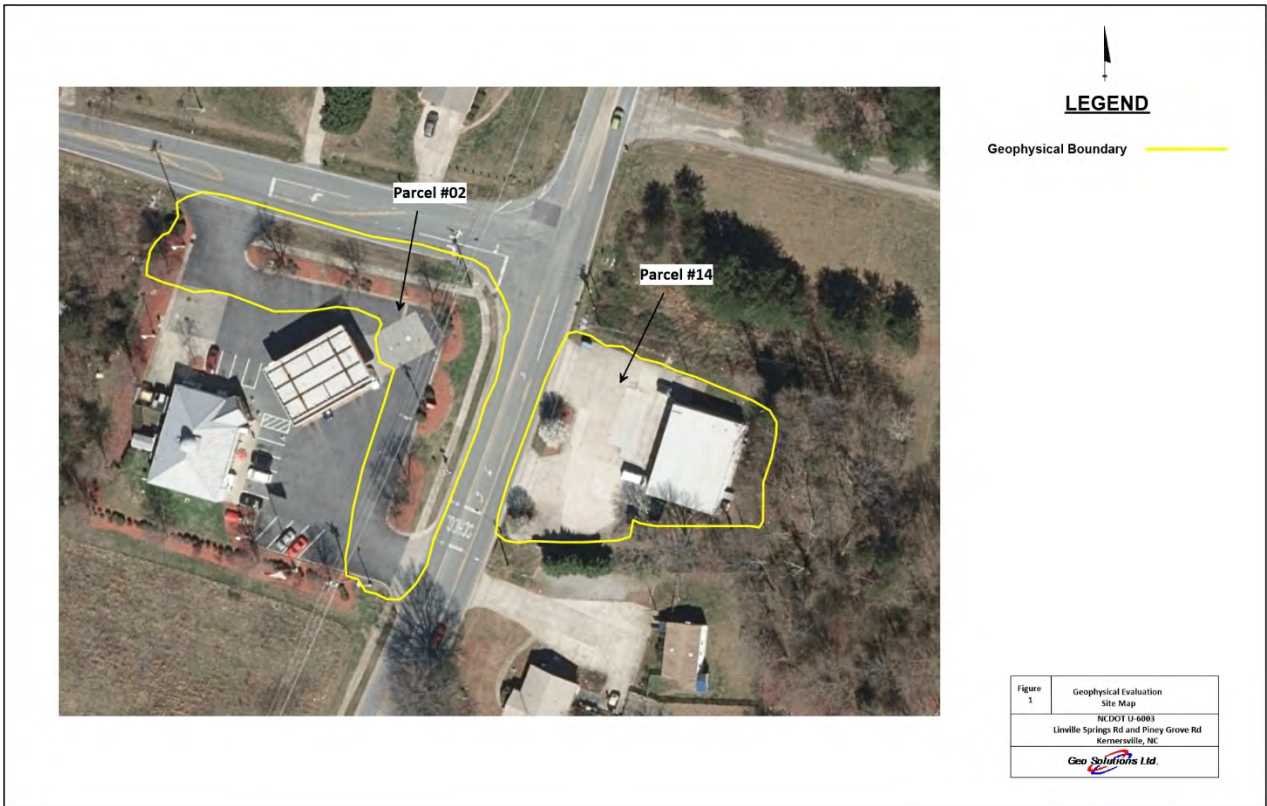 LEGEND
Geophysical Boundary
Parcel #02
Parcel #14
SCHOOL
Figure
1
Geophysical Evaluation
Site Map
NCDOT U-6003
Linville Springs Rd and Piney Grove Rd
Kernersville, NC
Geo Solutions Ltd.